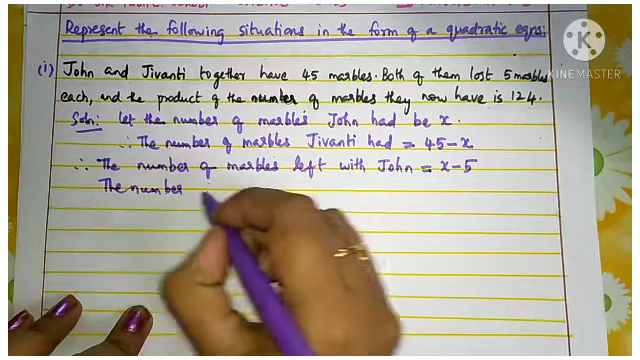 Represent the following situations in the form of a quadratic eqns:
(i) John and Jivanti together have 45 marbles. Both of them lost 5 marbles
each, and the product of the number of marbles they now have is 124.
Soln: Let the number of marbles John had be x.
∴ The number of marbles Jivanti had = 45-x
∴ The number of marbles left with John = x-5
The number
KINEMASTER